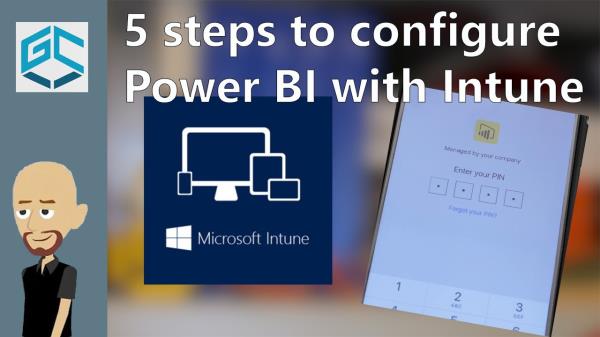 5 steps to configure
Power BI with Intune
GC
Microsoft Intune
Managed by your company
Enter your PIN
Forgot your PIN?
1
2
ABC
3
DEF